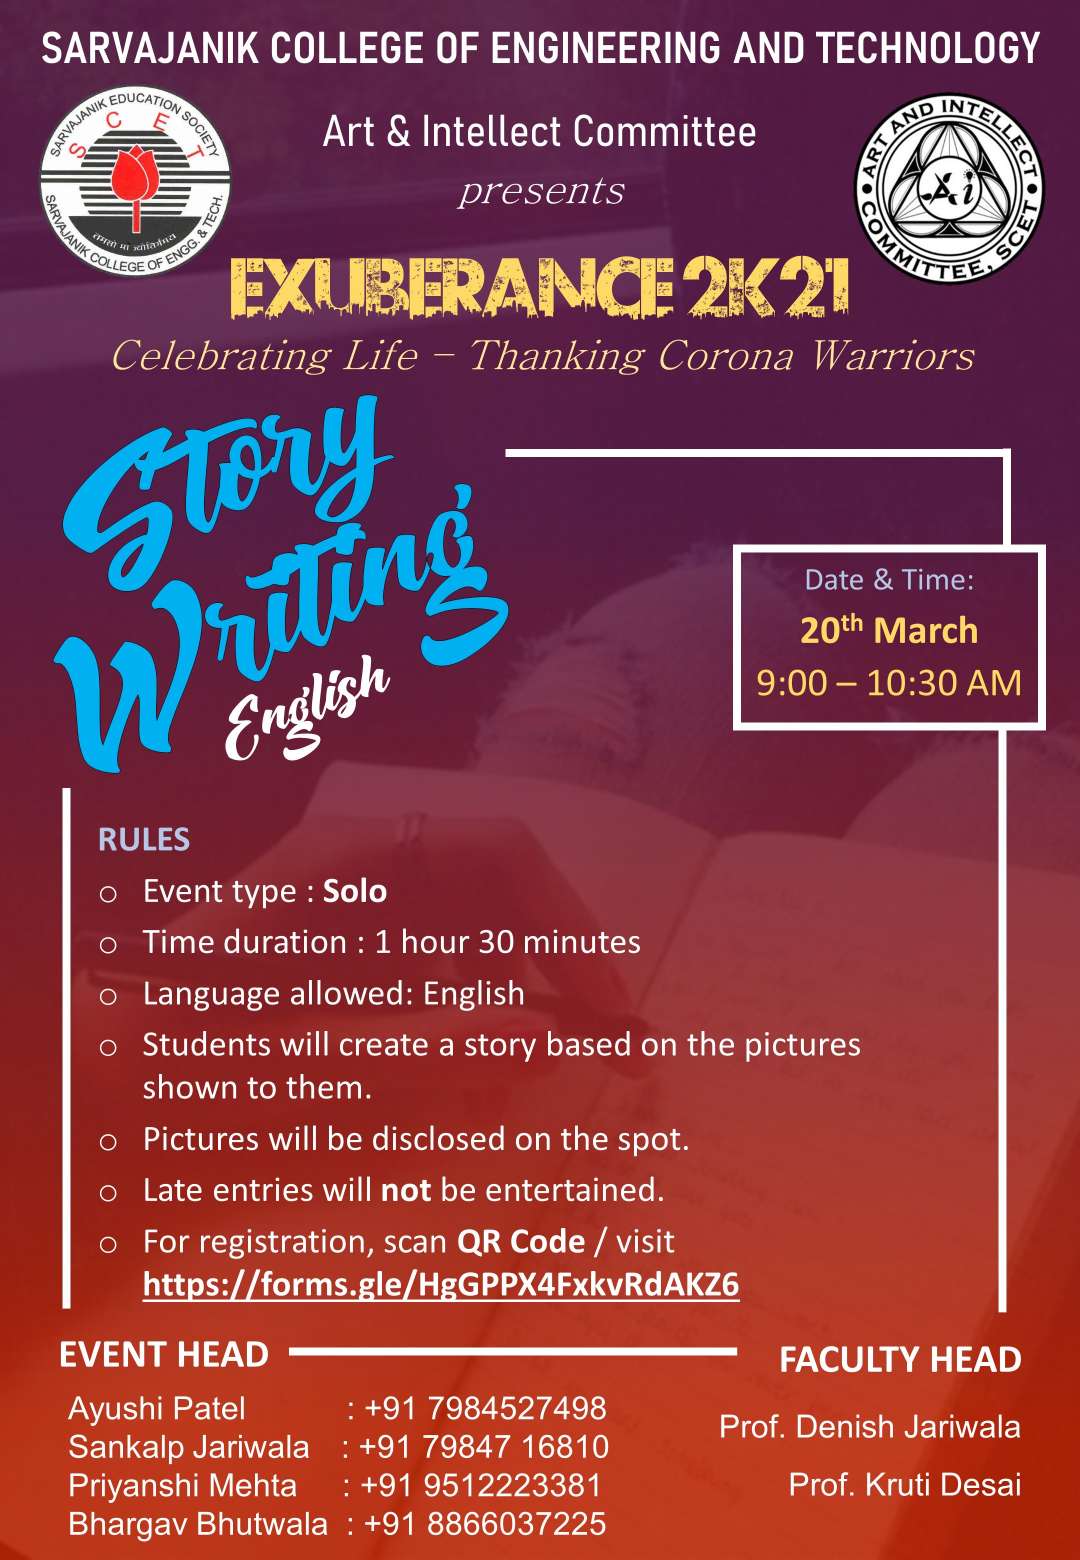 SARVAJANIK COLLEGE OF ENGINEERING AND TECHNOLOGY
SARVAJANIK EDUCATION SOCIETY
SCET
तमसो मा ज्योतिर्गमय
SARVAJANIK COLLEGE OF ENGG. & TECH.
Art & Intellect Committee
presents
ART AND INTELLECT
Ai
COMMITTEE, SCET
EXUBERANCE 2K21
Celebrating Life – Thanking Corona Warriors
Story
Writing
English
Date & Time:
20th March
9:00 – 10:30 AM
RULES
o Event type : Solo
o Time duration : 1 hour 30 minutes
o Language allowed: English
o Students will create a story based on the pictures
shown to them.
o Pictures will be disclosed on the spot.
o Late entries will not be entertained.
o For registration, scan QR Code / visit
https://forms.gle/HgGPPX4FxkvRdAKZ6
EVENT HEAD
Ayushi Patel : +91 7984527498
Sankalp Jariwala : +91 79847 16810
Priyanshi Mehta : +91 9512223381
Bhargav Bhutwala : +91 8866037225
FACULTY HEAD
Prof. Denish Jariwala
Prof. Kruti Desai